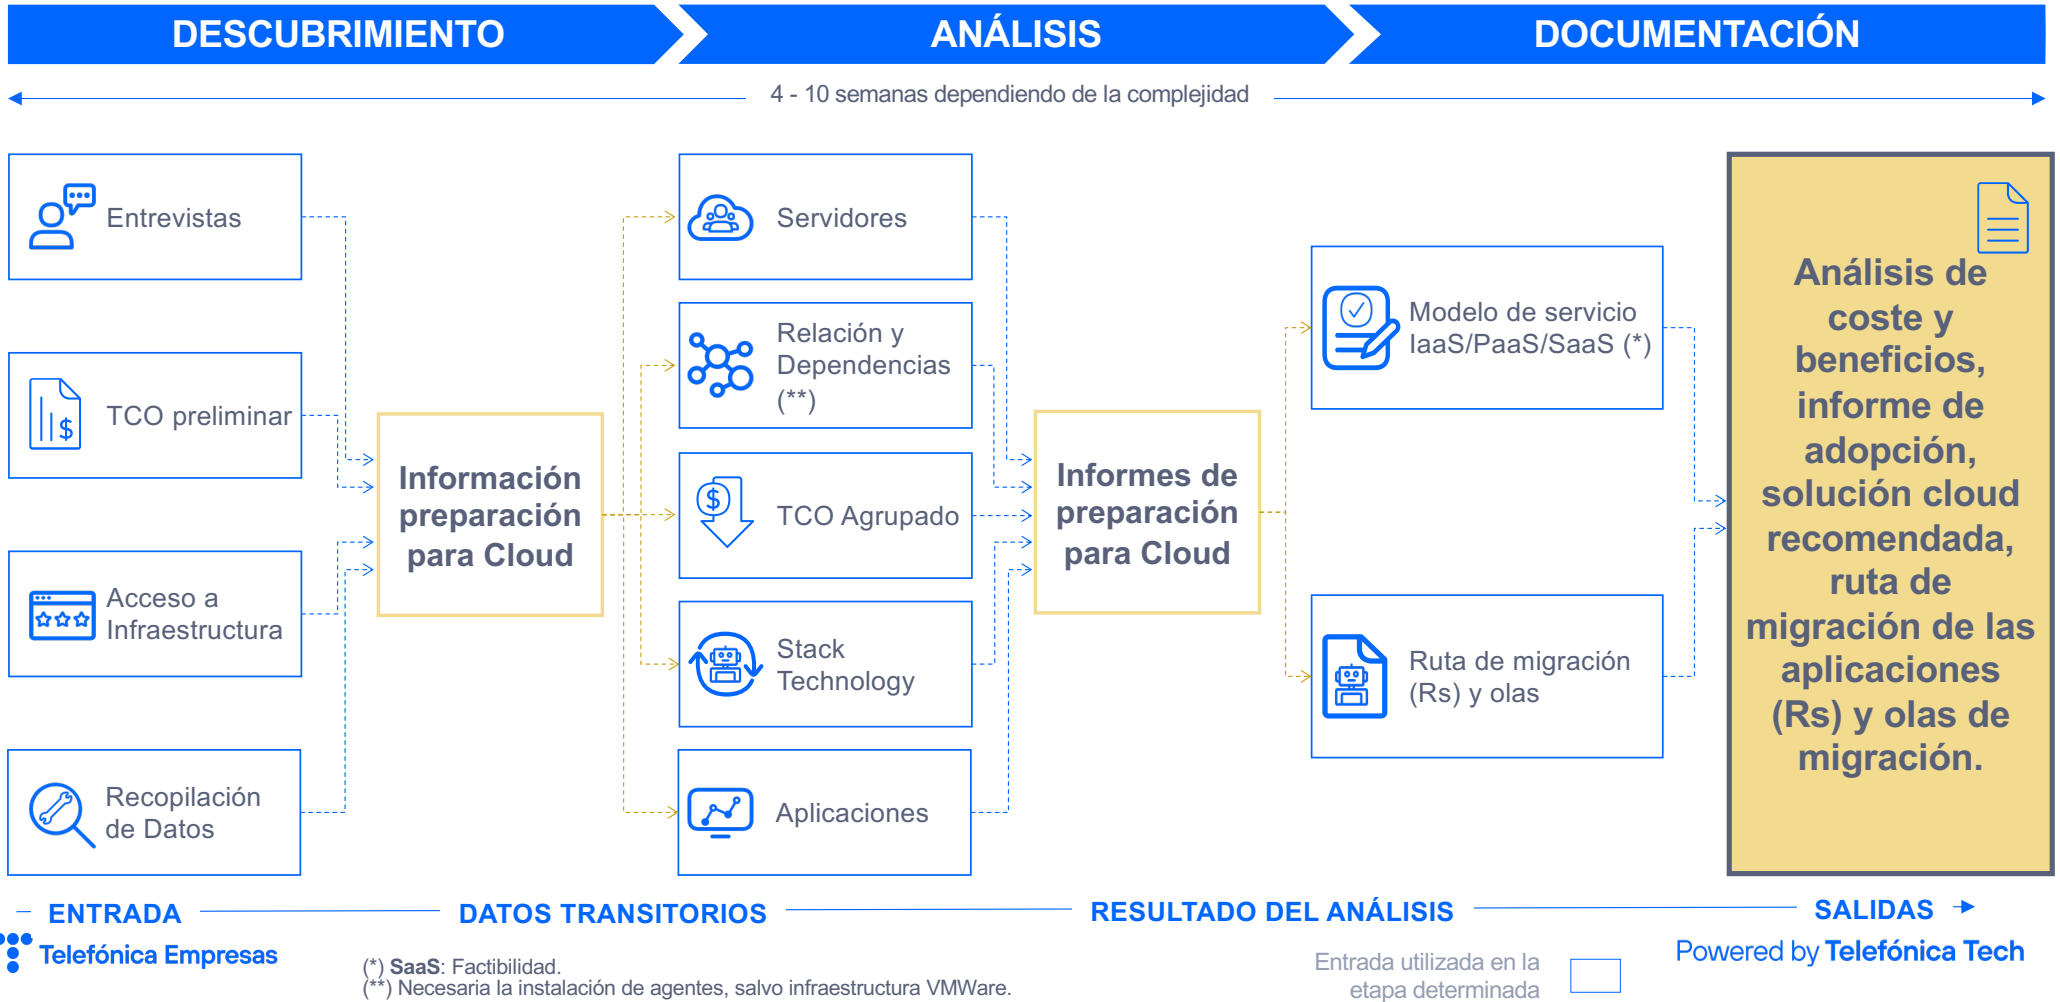 DESCUBRIMIENTO
ANÁLISIS
DOCUMENTACIÓN
4 - 10 semanas dependiendo de la complejidad
Entrevistas
TCO preliminar
$
Acceso a
Infraestructura
Recopilación
de Datos
Información
preparación
para Cloud
Servidores
Relación y
Dependencias
(**)
$
TCO Agrupado
Stack
Technology
Aplicaciones
Informes de
preparación
para Cloud
Modelo de servicio
IaaS/PaaS/SaaS (*)
Ruta de migración
(Rs) y olas
Análisis de
coste y
beneficios,
informe de
adopción,
solución cloud
recomendada,
ruta de
migración de las
aplicaciones
(Rs) y olas de
migración.
ENTRADA
DATOS TRANSITORIOS
RESULTADO DEL ANÁLISIS
SALIDAS
Telefónica Empresas
(*) SaaS: Factibilidad.
(**) Necesaria la instalación de agentes, salvo infraestructura VMWare.
Entrada utilizada en la
etapa determinada
Powered by Telefónica Tech